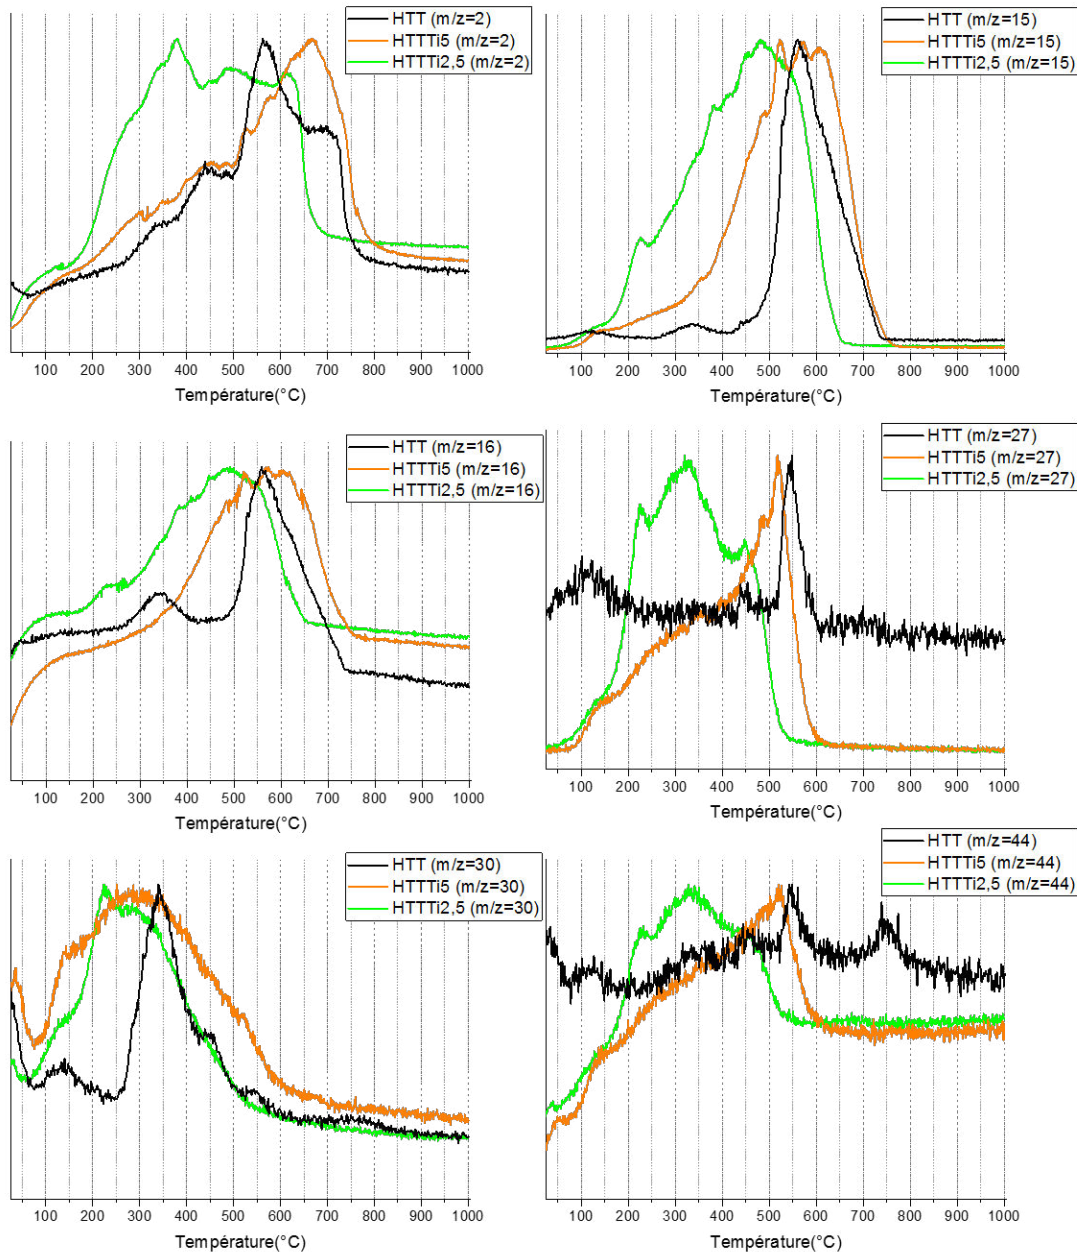 HTT (m/z=2)
HTTTi5 (m/z=2)
HTTTi2,5 (m/z=2)
100 200 300 400 500 600 700 800 900 1000
Température(°C)
HTT (m/z=15)
HTTTi5 (m/z=15)
HTTTi2,5 (m/z=15)
100 200 300 400 500 600 700 800 900 1000
Température(°C)
HTT (m/z=16)
HTTTi5 (m/z=16)
HTTTi2,5 (m/z=16)
100 200 300 400 500 600 700 800 900 1000
Température(°C)
HTT (m/z=27)
HTTTi5 (m/z=27)
HTTTi2,5 (m/z=27)
100 200 300 400 500 600 700 800 900 1000
Température(°C)
HTT (m/z=30)
HTTTi5 (m/z=30)
HTTTi2,5 (m/z=30)
100 200 300 400 500 600 700 800 900 1000
Température(°C)
HTT (m/z=44)
HTTTi5 (m/z=44)
HTTTi2,5 (m/z=44)
100 200 300 400 500 600 700 800 900 1000
Température(°C)